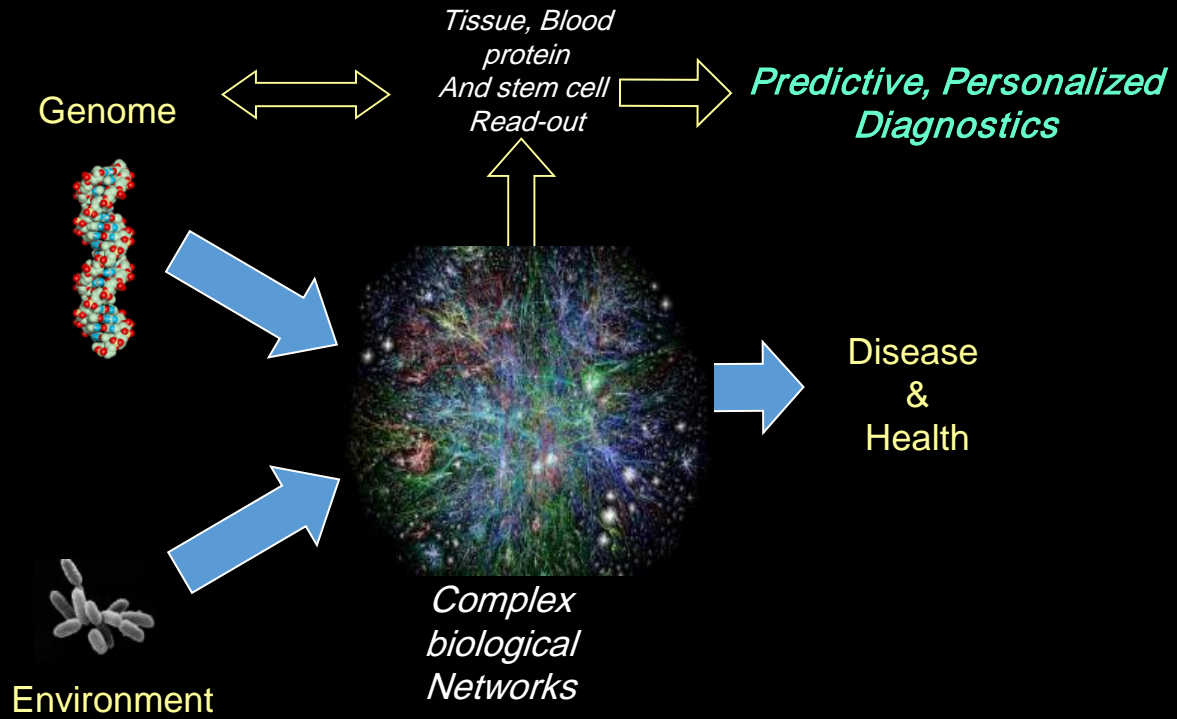 Tissue, Blood
protein
And stem cell
Read-out
Genome
Predictive, Personalized
Diagnostics
Disease
&
Health
Complex
biological
Networks
Environment